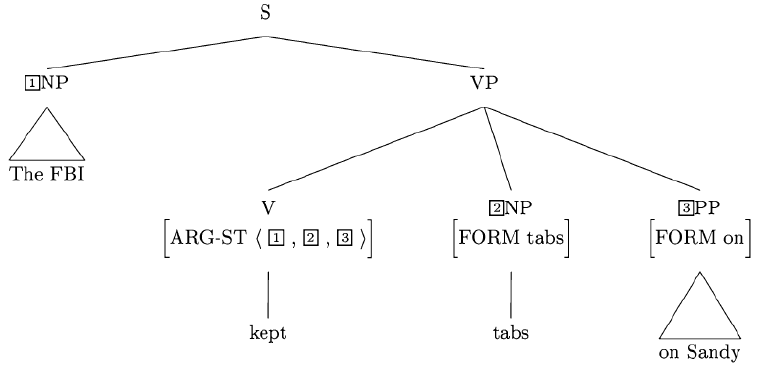 S
1NP VP
The FBI
V 2NP 3PP
[ARG-ST ⟨ 1 , 2 , 3 ⟩] [FORM tabs] [FORM on]
kept tabs on Sandy